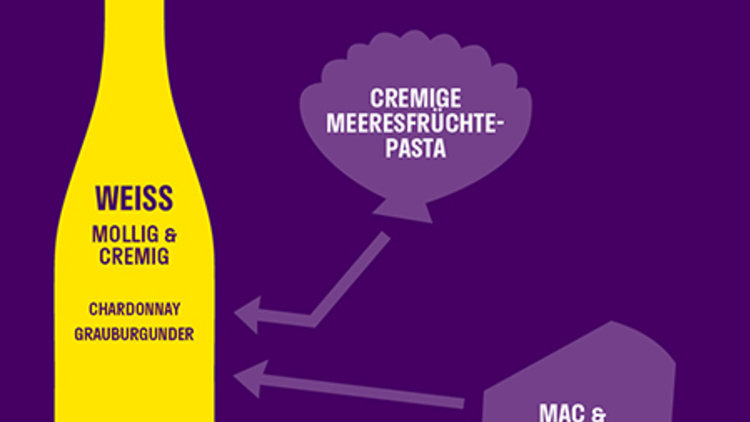 CREMIGE
MEERESFRÜCHTE-
PASTA
WEISS
MOLLIG &
CREMIG
CHARDONNAY
GRAUBURGUNDER
MAC &